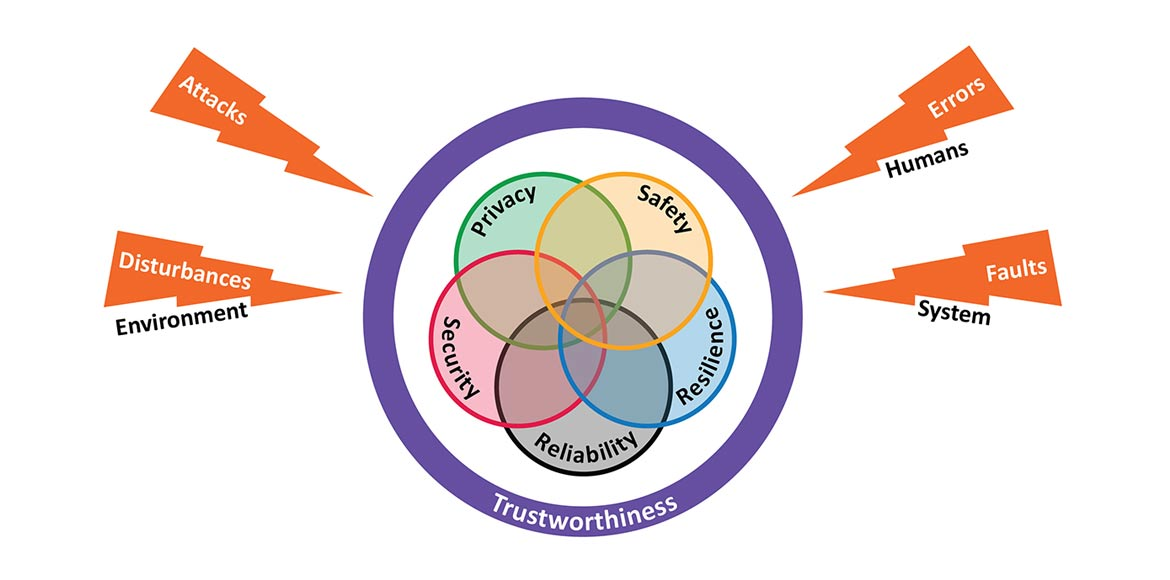 Attacks
Errors
Humans
Privacy
Safety
Disturbances
Environment
Faults
System
Security
Resilience
Reliability
Trustworthiness